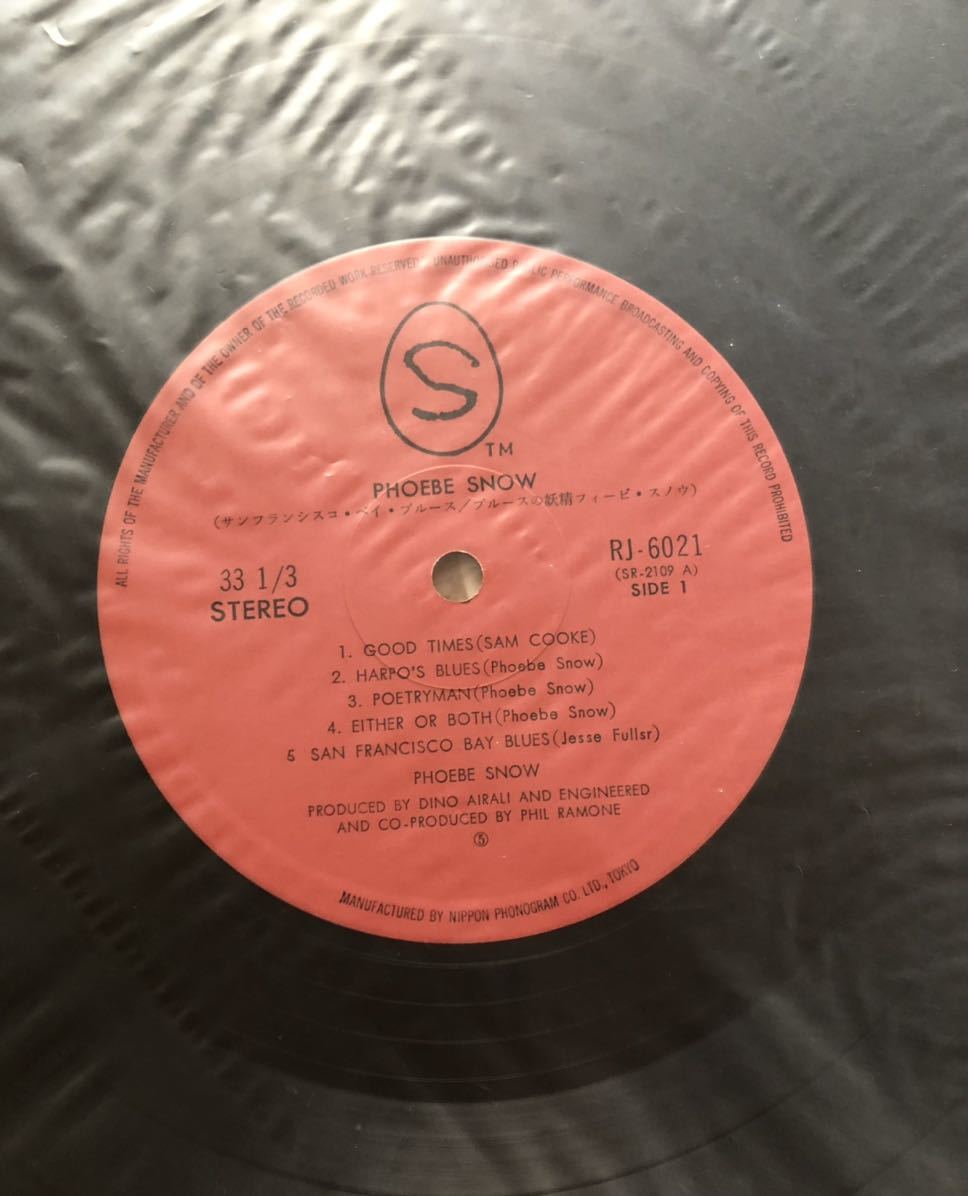 ALL RIGHTS OF THE MANUFACTURER AND OF THE OWNER OF THE RECORDED WORK RESERVED UNAUTHORISED PUBLIC PERFORMANCE BROADCASTING AND COPYING OF THIS RECORD PROHIBITED
S
TM
PHOEBE SNOW
(サンフランシスコ・ベイ・ブルース/ブルースの妖精フィービ・スノウ)
33 1/3
STEREO
RJ-6021
(SR-2109 A)
SIDE 1
1. GOOD TIMES(SAM COOKE)
2. HARPO'S BLUES(Phoebe Snow)
3. POETRYMAN(Phoebe Snow)
4. EITHER OR BOTH(Phoebe Snow)
5 SAN FRANCISCO BAY BLUES(Jesse Fullsr)
PHOEBE SNOW
PRODUCED BY DINO AIRALI AND ENGINEERED
AND CO-PRODUCED BY PHIL RAMONE
⑤
MANUFACTURED BY NIPPON PHONOGRAM CO. LTD., TOKYO